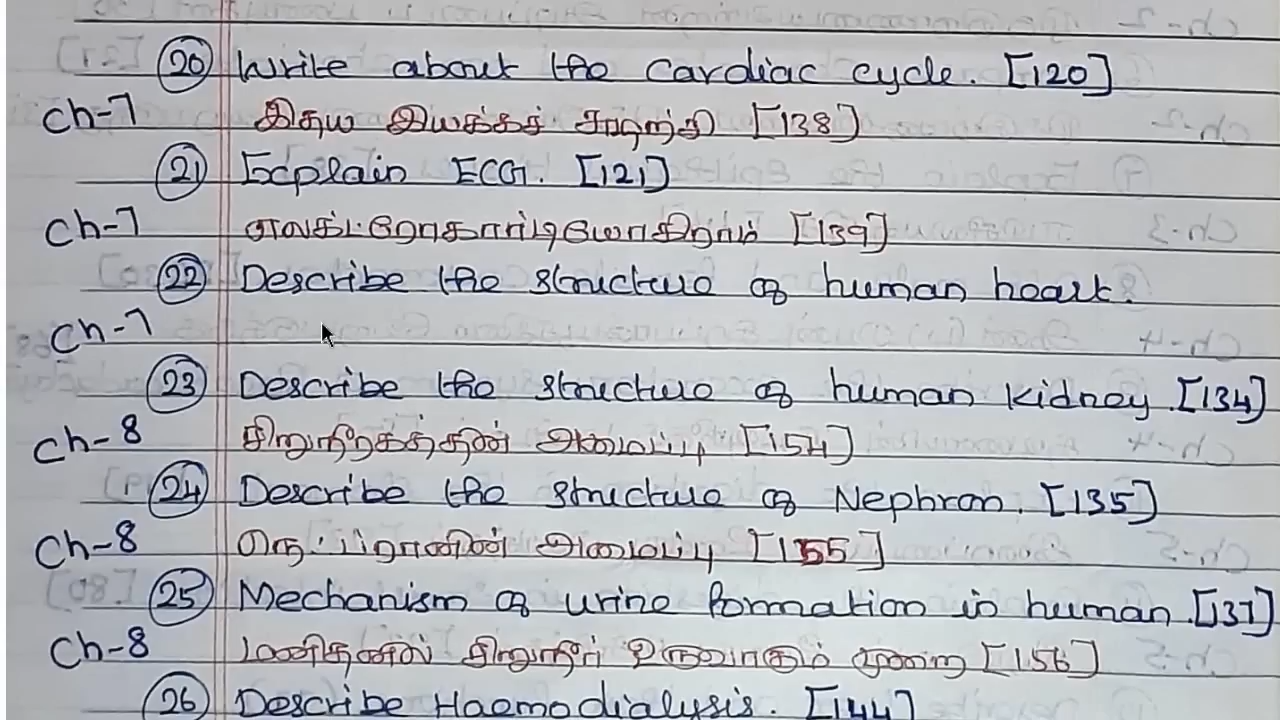 20 Write about the cardiac cycle. [120]
Ch-7 இதய இயக்கச் சுழற்சி [138]
21 Explain ECG. [121]
Ch-7 எலக்ட்ரோகார்டியோகிராம் [139]
22 Describe the structure of human heart.
Ch-7
23 Describe the structure of human kidney. [134]
Ch-8 சிறுநீரகத்தின் அமைப்பு [154]
24 Describe the structure of Nephron. [135]
Ch-8 நெப்ரானின் அமைப்பு [155]
25 Mechanism of urine formation in human. [137]
Ch-8 மனிதனில் சிறுநீர் உருவாகும் முறை [156]
26 Describe Haemodialysis. [144]